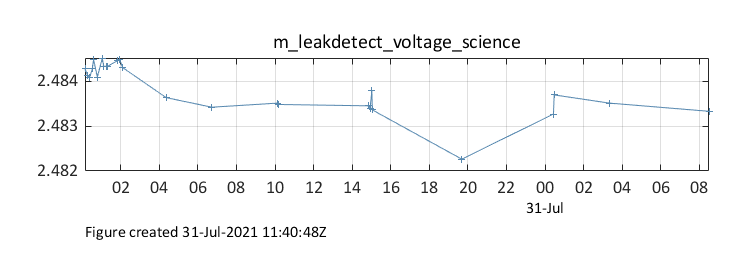 m_leakdetect_voltage_science
2.484
2.483
2.482
02 04 06 08 10 12 14 16 18 20 22 00 02 04 06 08
31-Jul
Figure created 31-Jul-2021 11:40:48Z